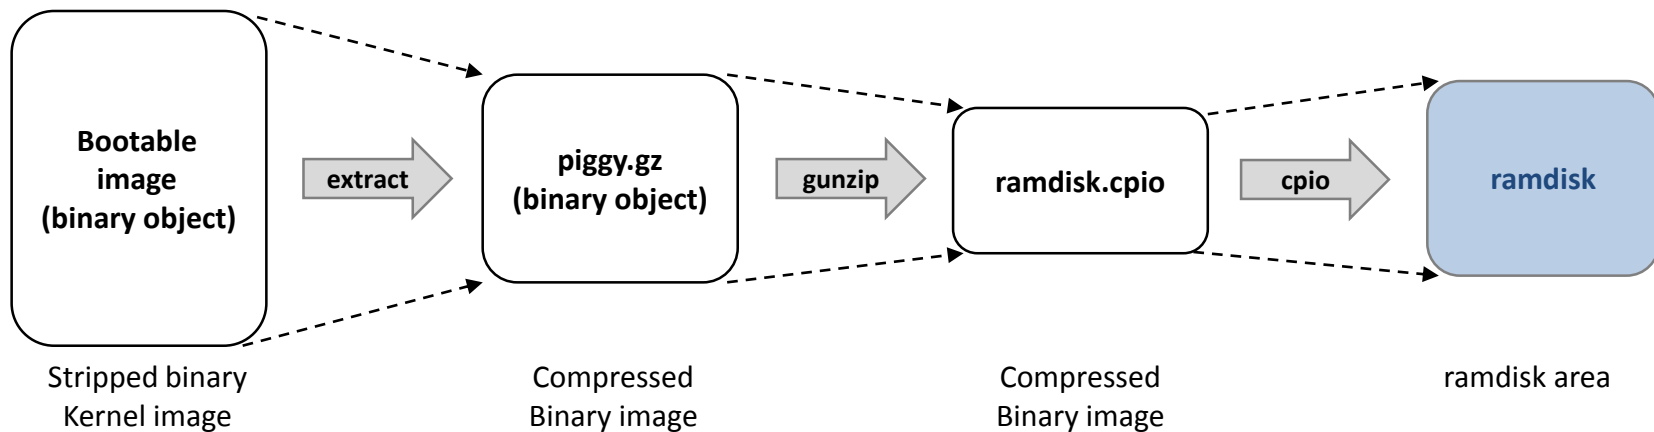 Bootable
image
(binary object)
extract
piggy.gz
(binary object)
gunzip
ramdisk.cpio
cpio
ramdisk
Stripped binary
Kernel image
Compressed
Binary image
Compressed
Binary image
ramdisk area